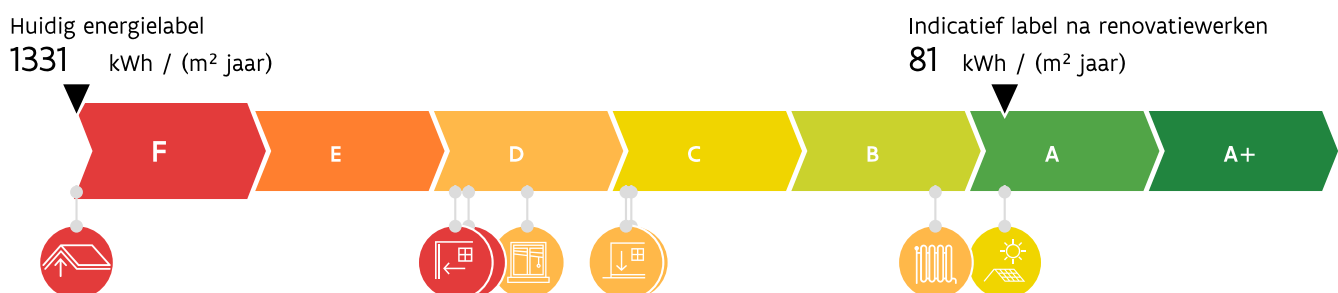 Huidig energielabel
1331 kWh / (m² jaar)
Indicatief label na renovatiewerken
81 kWh / (m² jaar)
F E D C B A A+